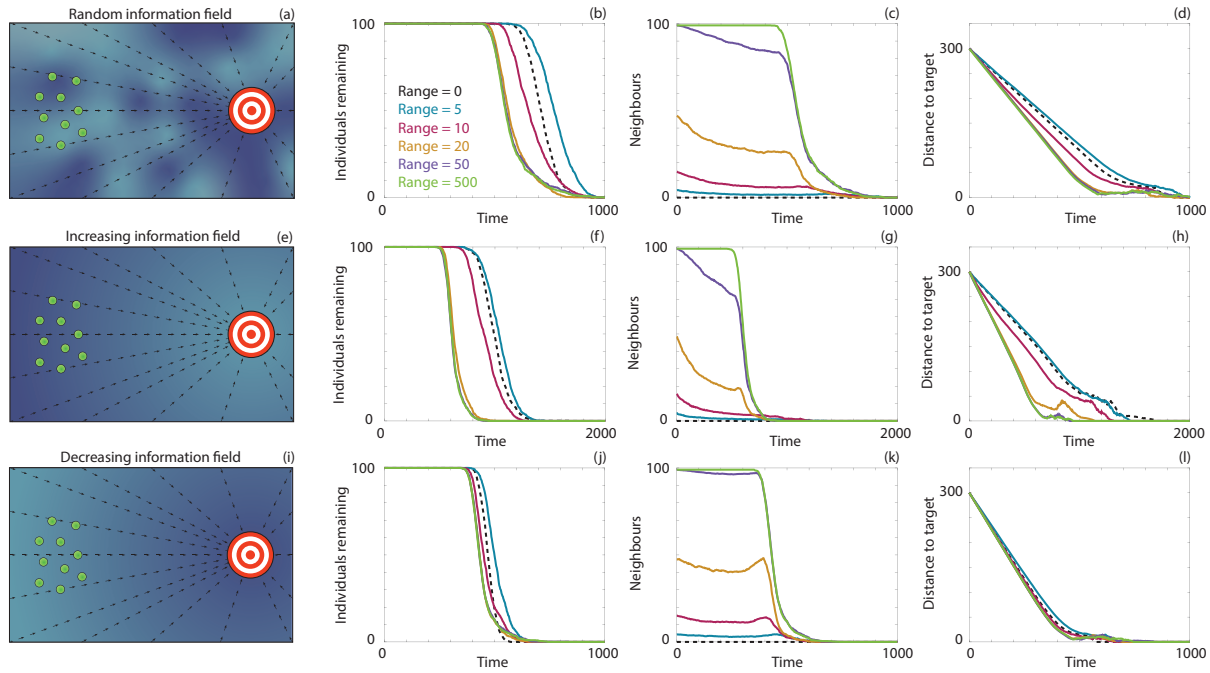 Random information field (a)
(b)
(c)
(d)
100
Individuals remaining
Range = 0
Range = 5
Range = 10
Range = 20
Range = 50
Range = 500
0
Time
1000
100
Neighbours
0
0
Time
1000
300
Distance to target
0
0
Time
1000
Increasing information field (e)
(f)
(g)
(h)
100
Individuals remaining
0
Time
2000
100
Neighbours
0
0
Time
2000
300
Distance to target
0
0
Time
2000
Decreasing information field (i)
(j)
(k)
(l)
100
Individuals remaining
0
Time
1000
100
Neighbours
0
0
Time
1000
300
Distance to target
0
0
Time
1000